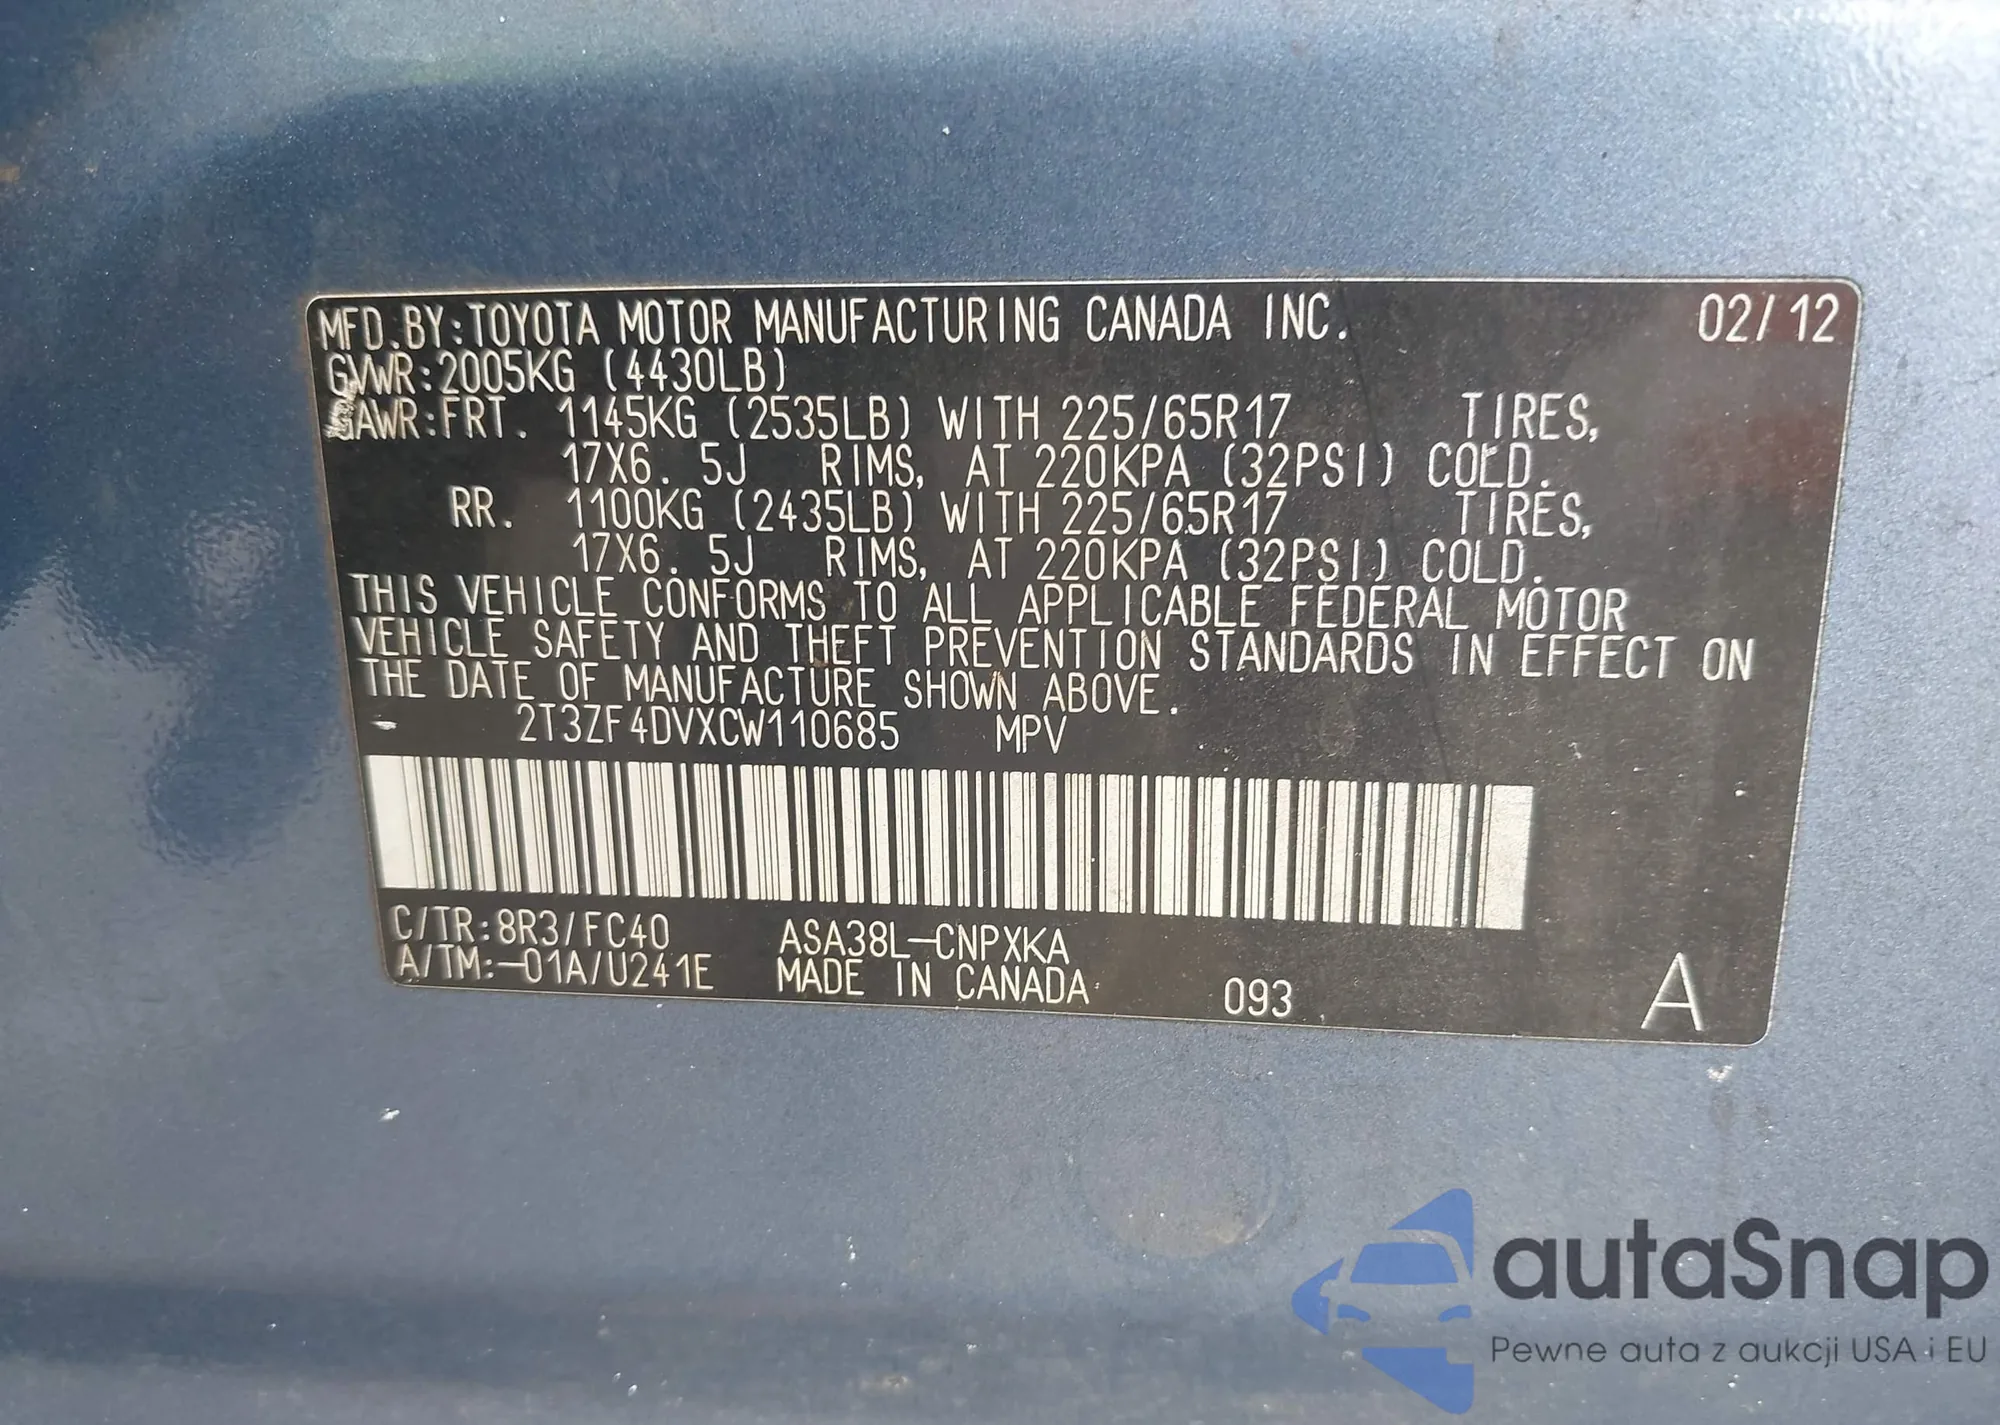 MFD.BY:TOYOTA MOTOR MANUFACTURING CANADA INC. 02/12
GVWR:2005KG (4430LB)
GAWR:FRT. 1145KG (2535LB) WITH 225/65R17 TIRES,
17X6.5J RIMS, AT 220KPA (32PSI) COLD.
RR. 1100KG (2435LB) WITH 225/65R17 TIRES,
17X6.5J RIMS, AT 220KPA (32PSI) COLD.
THIS VEHICLE CONFORMS TO ALL APPLICABLE FEDERAL MOTOR
VEHICLE SAFETY AND THEFT PREVENTION STANDARDS IN EFFECT ON
THE DATE OF MANUFACTURE SHOWN ABOVE.
2T3ZF4DVXCW110685 MPV
C/TR:8R3/FC40 ASA38L-CNPXKA
A/TM:-01A/U241E MADE IN CANADA 093 A
autaSnap
Pewne auta z aukcji USA i EU